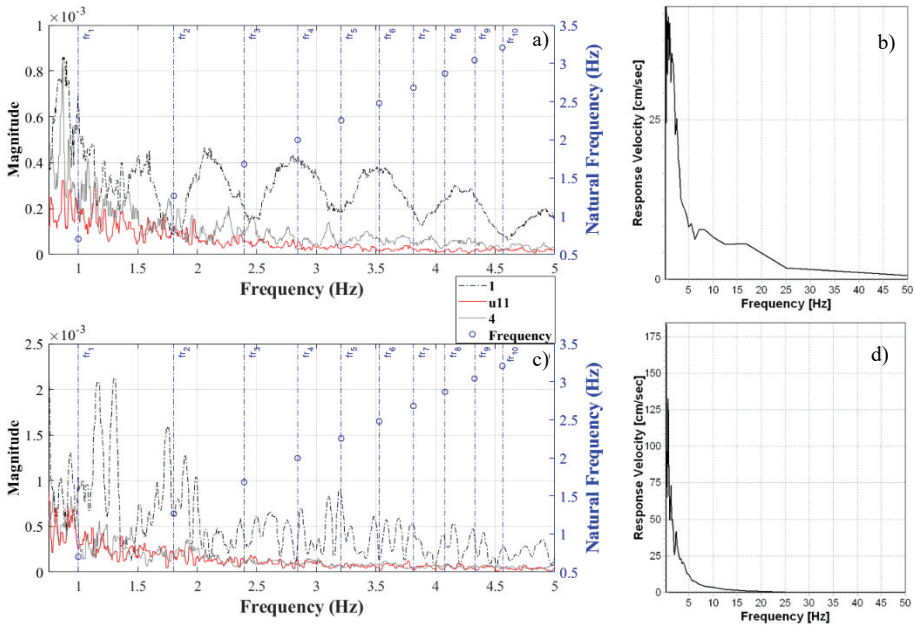 ×10⁻³
a)
1
0.8
0.6
0.4
0.2
0
Magnitude
1 1.5 2 2.5 3 3.5 4 4.5 5
Frequency (Hz)
fr₁ fr₂ fr₃ fr₄ fr₅ fr₆ fr₇ fr₈ fr₉ fr₁₀
3.5
3
2.5
2
1.5
1
0.5
Natural Frequency (Hz)
b)
Response Velocity [cm/sec]
25
0
5 10 15 20 25 30 35 40 45 50
Frequency [Hz]
1
u11
4
Frequency
×10⁻³
c)
2.5
2
1.5
1
0.5
0
Magnitude
1 1.5 2 2.5 3 3.5 4 4.5 5
Frequency (Hz)
fr₁ fr₂ fr₃ fr₄ fr₅ fr₆ fr₇ fr₈ fr₉ fr₁₀
3.5
3
2.5
2
1.5
1
0.5
Natural Frequency (Hz)
d)
Response Velocity [cm/sec]
175
150
125
100
75
50
25
0
5 10 15 20 25 30 35 40 45 50
Frequency [Hz]